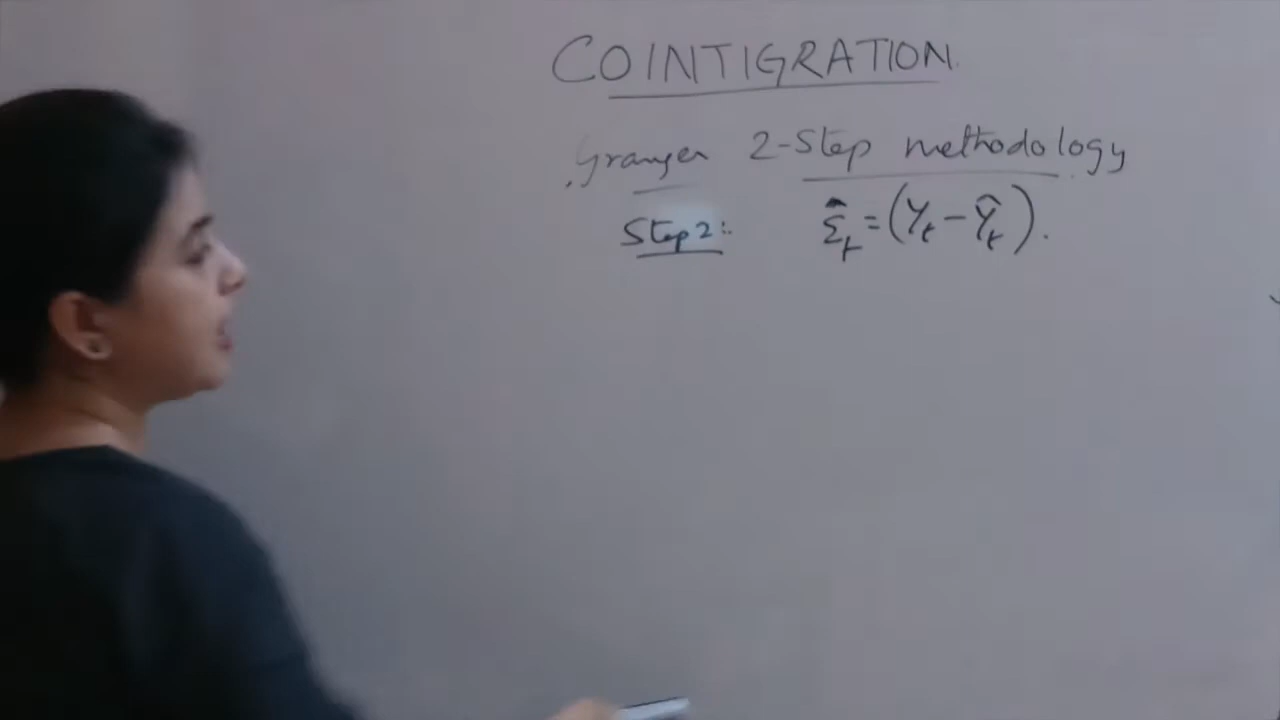 COINTIGRATION
Granger 2-Step methodology
Step 2: ε̂t = (Yt - Ŷt).